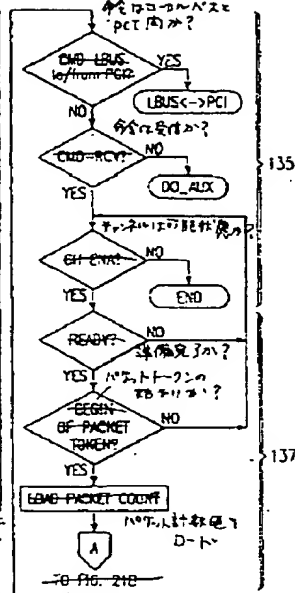 命令はローカルバスと
PCI間か?
CMD LBUS
to/from PCI?
YES
LBUS<->PCI
NO
命令は受信か?
CMD=RCV?
NO
DO_AUX
YES
135
チャンネルは可能状態か?
CH ENA?
NO
END
YES
READY?
NO
準備完了か?
YES
パケットトークンの
始まりか?
BEGIN
OF PACKET
TOKEN?
NO
137
YES
LOAD PACKET COUNT
パケット計数値を
ロード
A
TO FIG. 21B